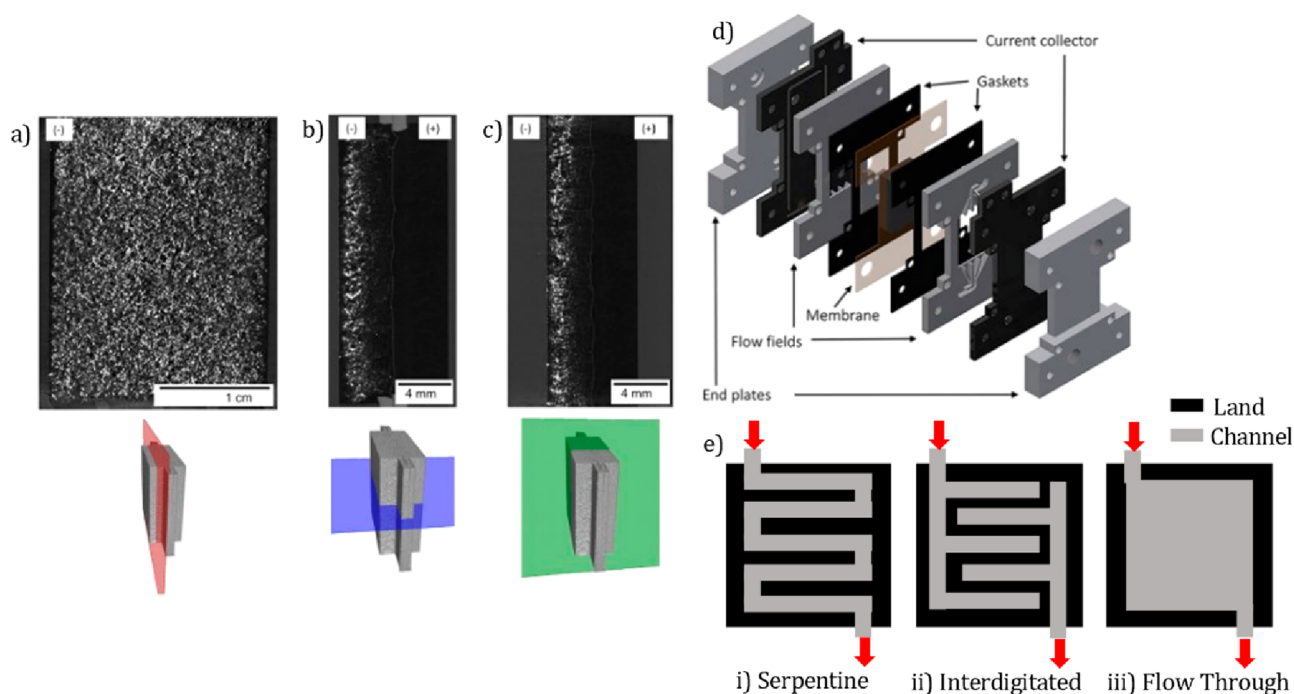 a)
(-)
1 cm
b)
(-)
(+)
4 mm
c)
(-)
(+)
4 mm
d)
Current collector
Gaskets
Membrane
Flow fields
End plates
e)
Land
Channel
i) Serpentine
ii) Interdigitated
iii) Flow Through